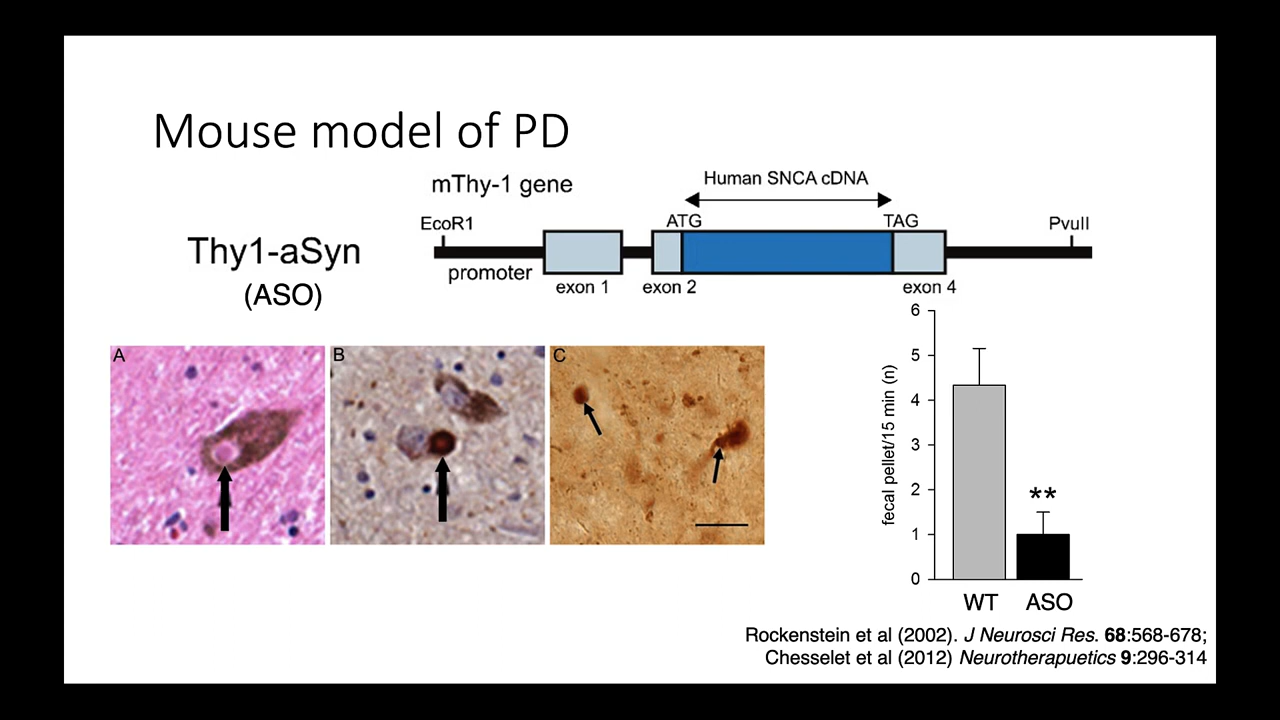 Mouse model of PD
mThy-1 gene
Human SNCA cDNA
EcoR1
ATG
TAG
PvuII
Thy1-aSyn
(ASO)
promoter
exon 1
exon 2
exon 4
A
B
C
6
5
4
3
2
1
0
fecal pellet/15 min (n)
**
WT
ASO
Rockenstein et al (2002). J Neurosci Res. 68:568-678;
Chesselet et al (2012) Neurotherapuetics 9:296-314